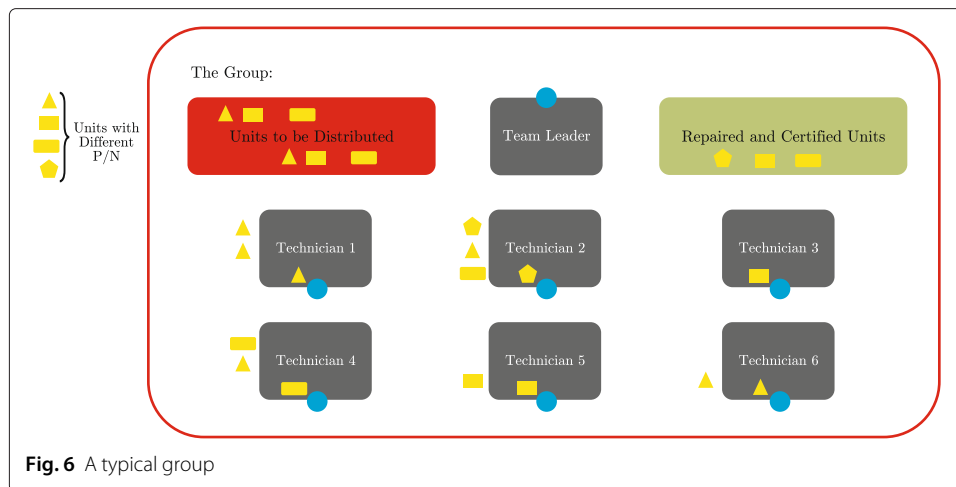 The Group:
Units with
Different
P/N
Units to be Distributed
Team Leader
Repaired and Certified Units
Technician 1
Technician 2
Technician 3
Technician 4
Technician 5
Technician 6
Fig. 6 A typical group